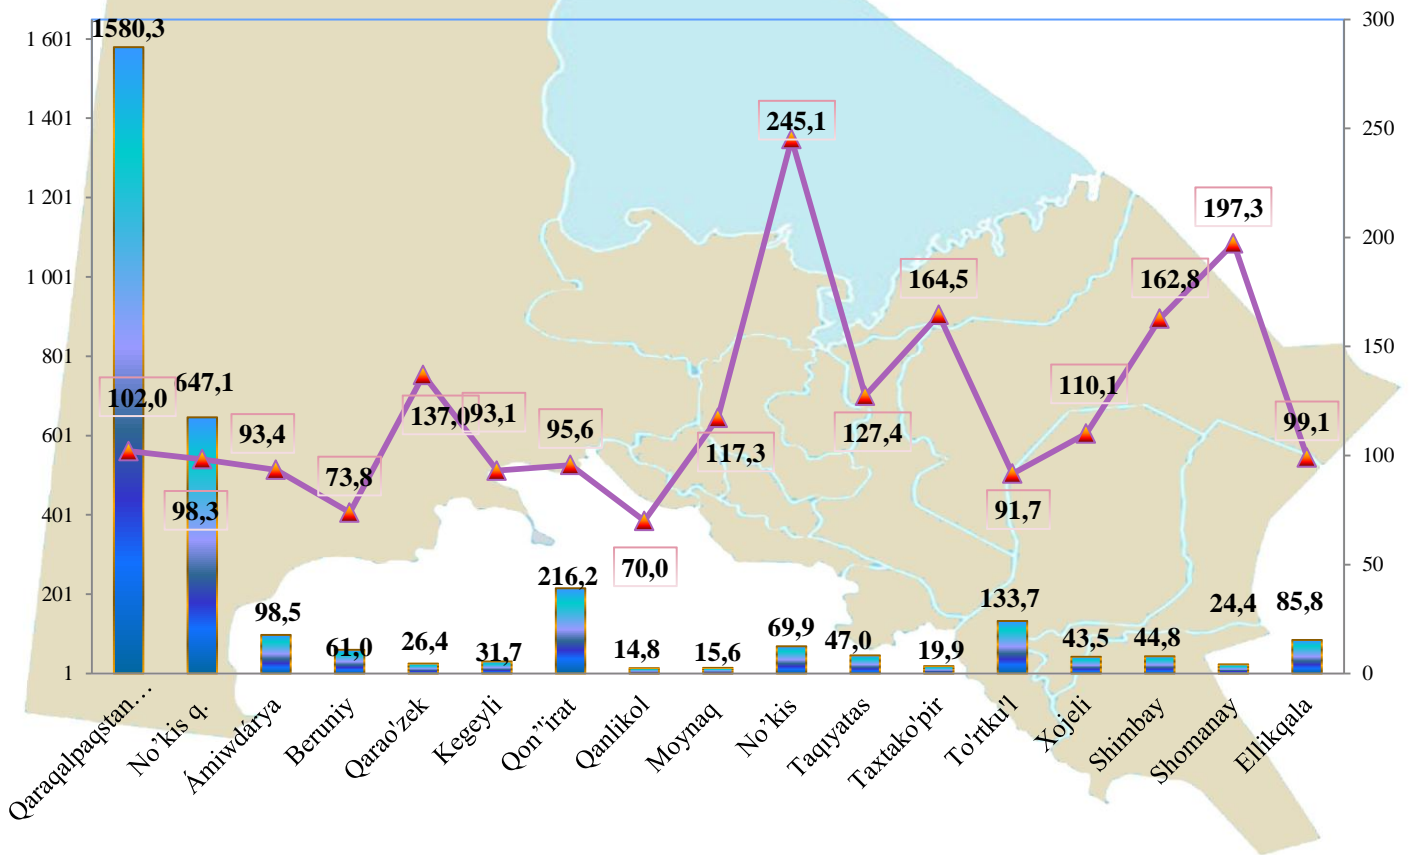 1 601
1 401
1 201
1 001
801
601
401
201
1
300
250
200
150
100
50
0
1580,3
647,1
98,5
61,0
26,4
31,7
216,2
14,8
15,6
69,9
47,0
19,9
133,7
43,5
44,8
24,4
85,8
102,0
98,3
93,4
73,8
137,0
93,1
95,6
70,0
117,3
245,1
127,4
164,5
91,7
110,1
162,8
197,3
99,1
Qaraqalpaqstan…
No’kis q.
Ámiwdárya
Beruniy
Qarao'zek
Kegeyli
Qon’’irat
Qanlikol
Moynaq
No’kis
Taqıyatas
Taxtako'pir
To'rtku'l
Xojeli
Shimbay
Shomanay
Ellikqala